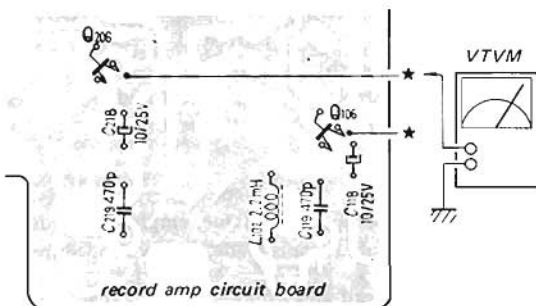 Q206
VTVM
Q106
C218
10/25V
C219 470p
L102 2.2mH
C119 470p
C118
10/25V
record amp circuit board